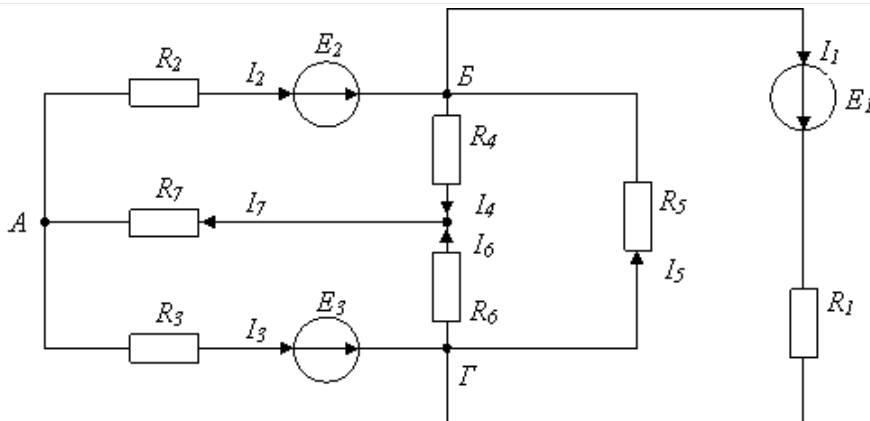 E₂
I₁
R₂
I₂
Б
E₁
R₄
R₇
I₇
I₄
R₅
А
I₆
I₅
E₃
R₃
I₃
R₆
R₁
Г